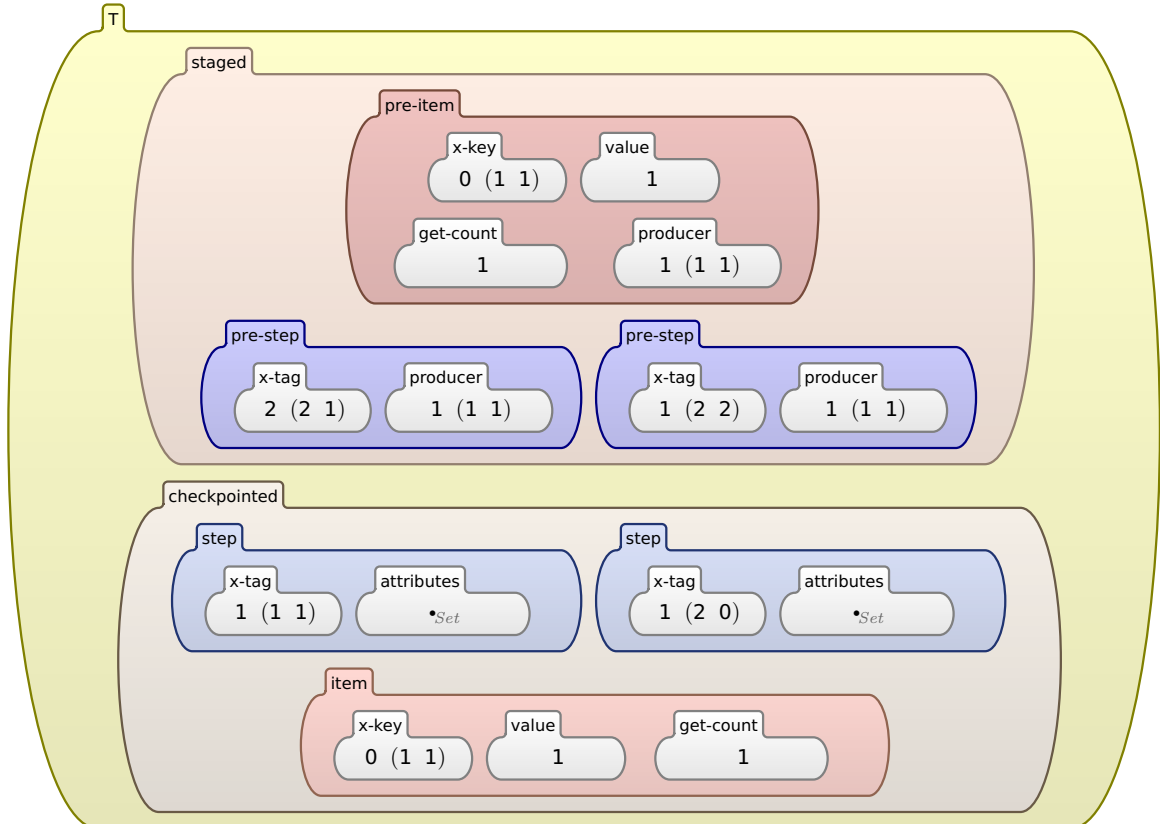 T
staged
pre-item
x-key value
0 (1 1) 1
get-count producer
1 1 (1 1)
pre-step pre-step
x-tag producer x-tag producer
2 (2 1) 1 (1 1) 1 (2 2) 1 (1 1)
checkpointed
step step
x-tag attributes x-tag attributes
1 (1 1) •Set 1 (2 0) •Set
item
x-key value get-count
0 (1 1) 1 1